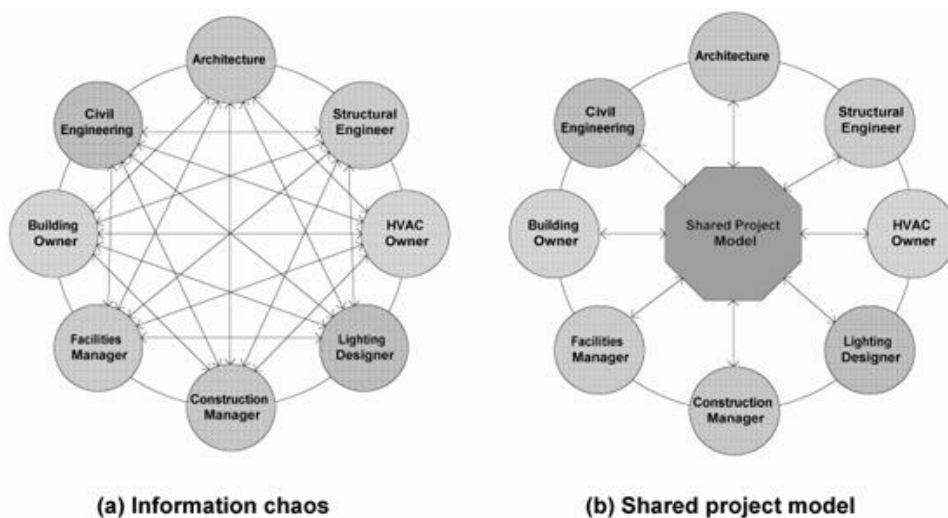 Architecture
Civil
Engineering
Structural
Engineer
Building
Owner
HVAC
Owner
Facilities
Manager
Lighting
Designer
Construction
Manager
(a) Information chaos
Architecture
Civil
Engineering
Structural
Engineer
Building
Owner
Shared Project
Model
HVAC
Owner
Facilities
Manager
Lighting
Designer
Construction
Manager
(b) Shared project model